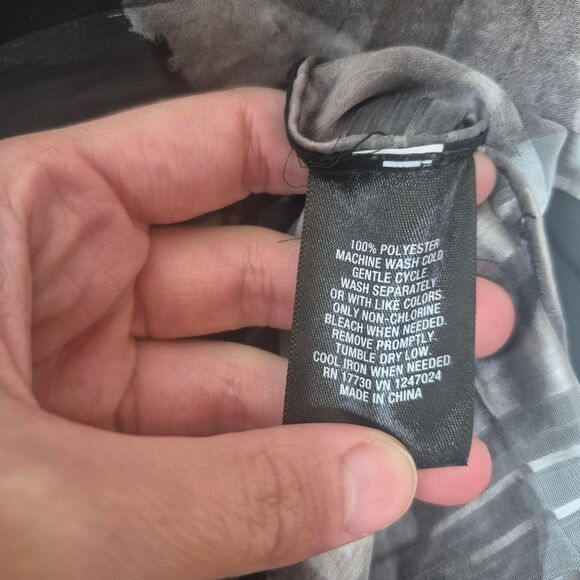 100% POLYESTER
MACHINE WASH COLD
GENTLE CYCLE
WASH SEPARATELY
OR WITH LIKE COLORS.
ONLY NON-CHLORINE
BLEACH WHEN NEEDED.
REMOVE PROMPTLY.
TUMBLE DRY LOW.
COOL IRON WHEN NEEDED
RN 17730 VN 1247024
MADE IN CHINA